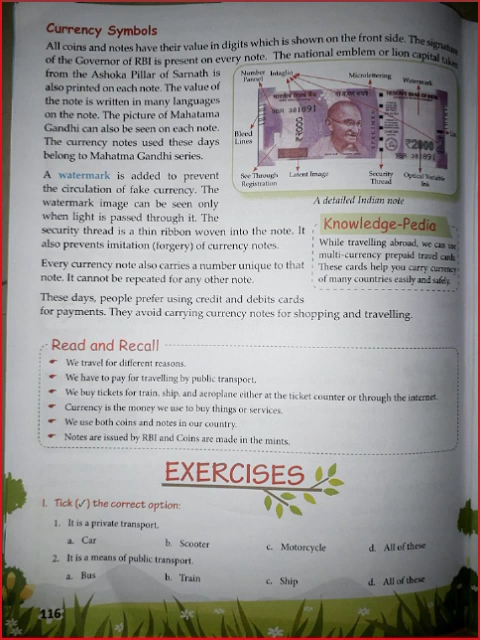 Currency Symbols
All coins and notes have their value in digits which is shown on the front side. The signature
of the Governor of RBI is present on every note. The national emblem or lion capital taken
from the Ashoka Pillar of Sarnath is
also printed on each note. The value of
the note is written in many languages
on the note. The picture of Mahatama
Gandhi can also be seen on each note.
The currency notes used these days
belong to Mahatma Gandhi series.
Number Pannel
Intaglio
Microlettering
Watermark
Bleed Lines
₹2000
See Through Registration
Latent Image
Security Thread
Optical Variable Ink
A detailed Indian note
A watermark is added to prevent
the circulation of fake currency. The
watermark image can be seen only
when light is passed through it. The
security thread is a thin ribbon woven into the note. It
also prevents imitation (forgery) of currency notes.
Every currency note also carries a number unique to that
note. It cannot be repeated for any other note.
These days, people prefer using credit and debits cards
for payments. They avoid carrying currency notes for shopping and travelling.
Knowledge-Pedia
While travelling abroad, we can use
multi-currency prepaid travel cards.
These cards help you carry currency
of many countries easily and safely.
Read and Recall
We travel for different reasons.
We have to pay for travelling by public transport.
We buy tickets for train, ship, and aeroplane either at the ticket counter or through the internet.
Currency is the money we use to buy things or services.
We use both coins and notes in our country.
Notes are issued by RBI and Coins are made in the mints.
EXERCISES
I. Tick (✓) the correct option:
1. It is a private transport.
a. Car b. Scooter c. Motorcycle d. All of these
2. It is a means of public transport.
a. Bus b. Train c. Ship d. All of these
116